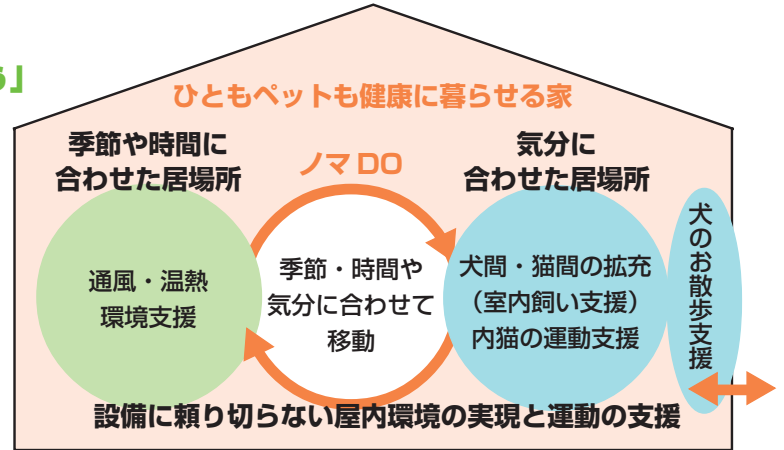 う」
ひともペットも健康に暮らせる家
季節や時間に
合わせた居場所
ノマDO
気分に
合わせた居場所
通風・温熱
環境支援
季節・時間や
気分に合わせて
移動
犬間・猫間の拡充
（室内飼い支援）
内猫の運動支援
犬のお散歩支援
設備に頼り切らない屋内環境の実現と運動の支援